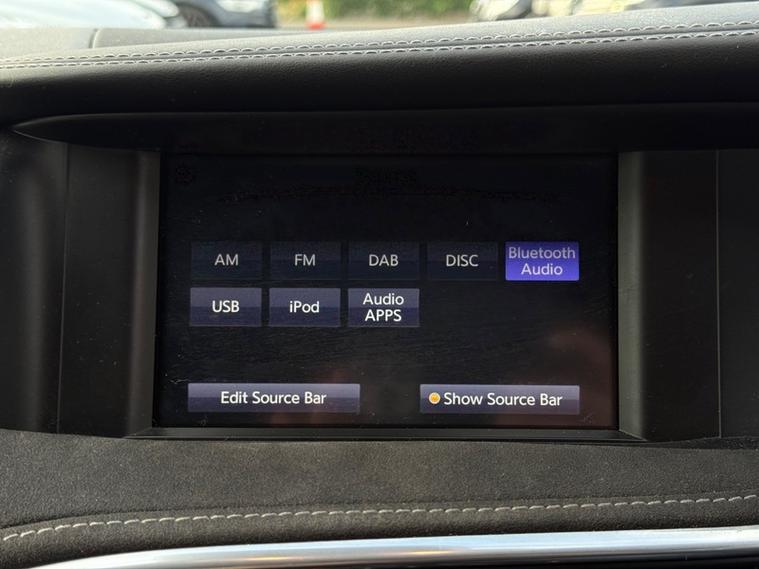 AM FM DAB DISC Bluetooth
Audio
USB iPod Audio
APPS
Edit Source Bar Show Source Bar